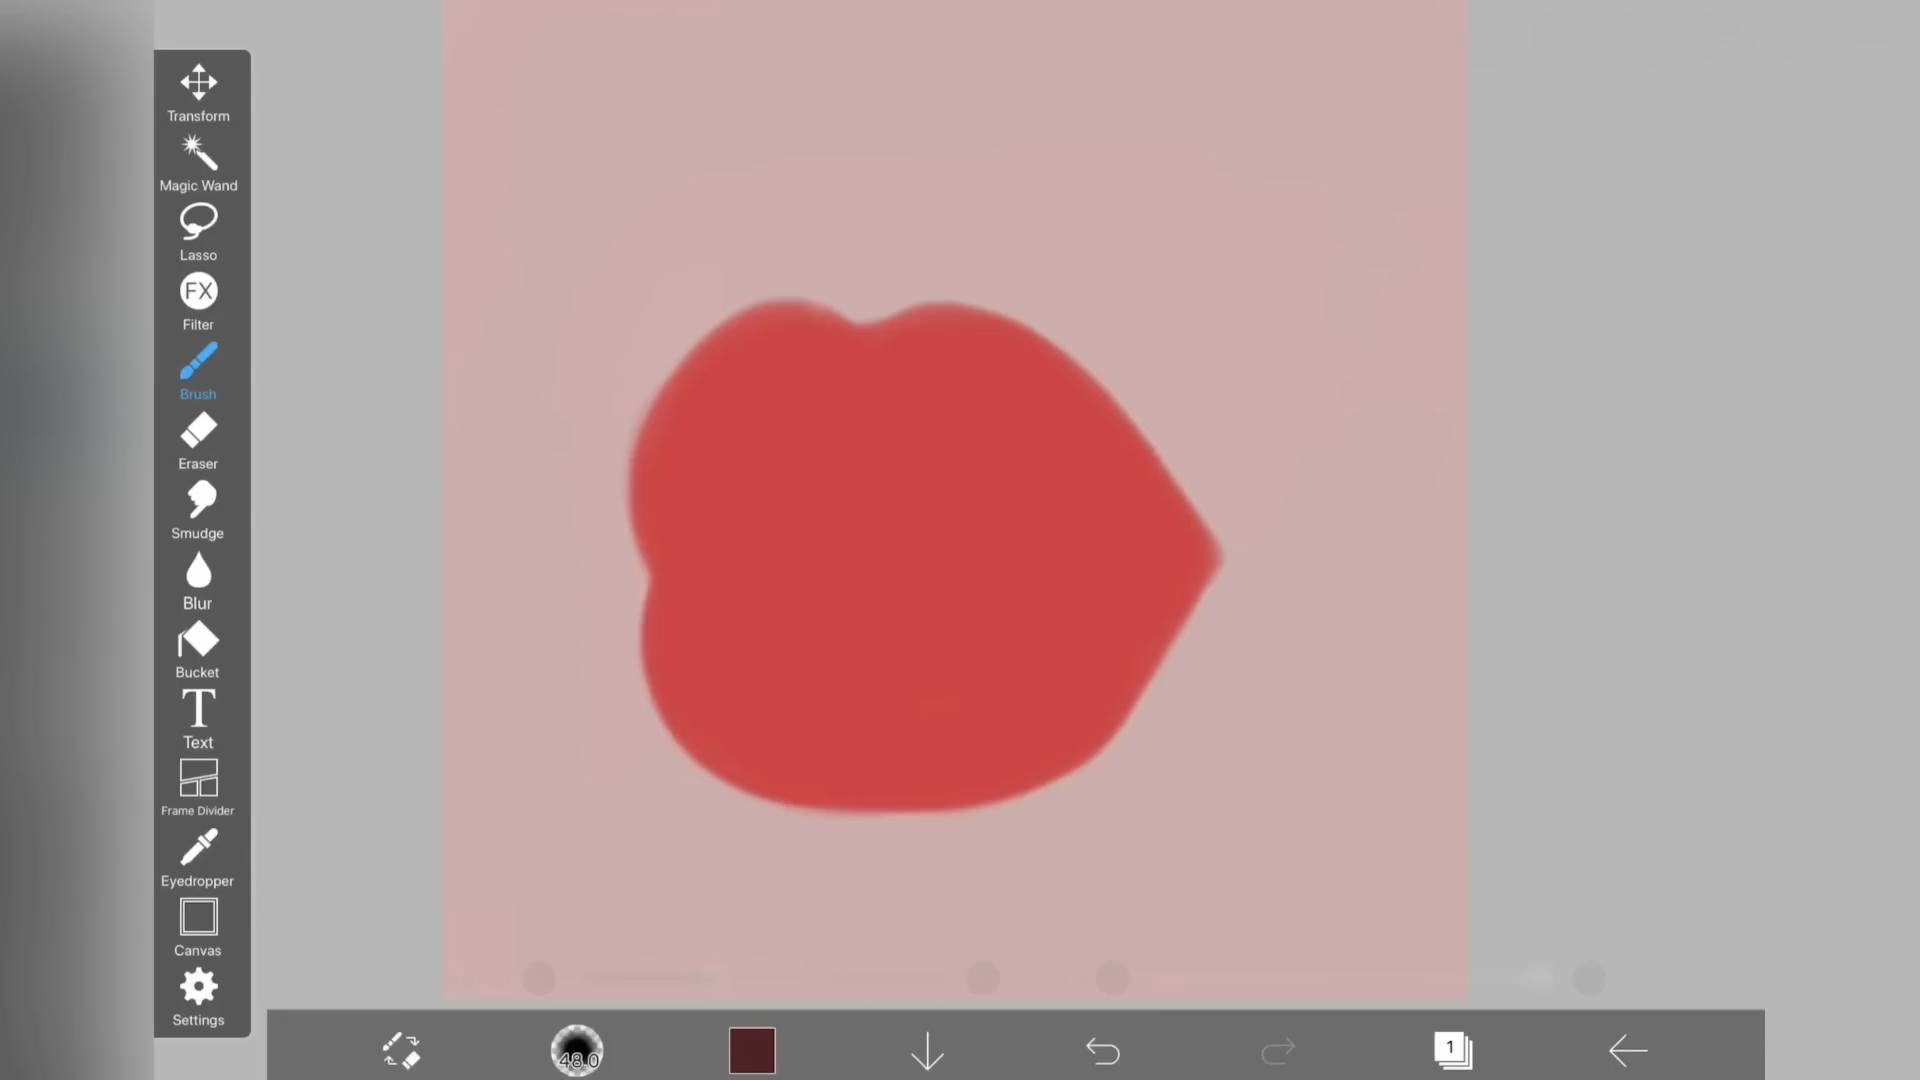 Transform
Magic Wand
Lasso
FX
Filter
Brush
Eraser
Smudge
Blur
Bucket
T
Text
Frame Divider
Eyedropper
Canvas
Settings
48.0
1